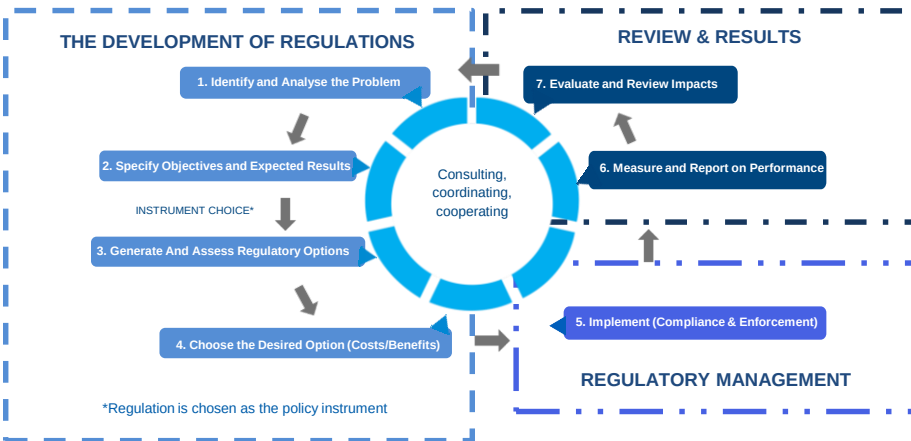 THE DEVELOPMENT OF REGULATIONS
1. Identify and Analyse the Problem
2. Specify Objectives and Expected Results
INSTRUMENT CHOICE*
3. Generate And Assess Regulatory Options
4. Choose the Desired Option (Costs/Benefits)
*Regulation is chosen as the policy instrument
Consulting,
coordinating,
cooperating
REVIEW & RESULTS
7. Evaluate and Review Impacts
6. Measure and Report on Performance
5. Implement (Compliance & Enforcement)
REGULATORY MANAGEMENT